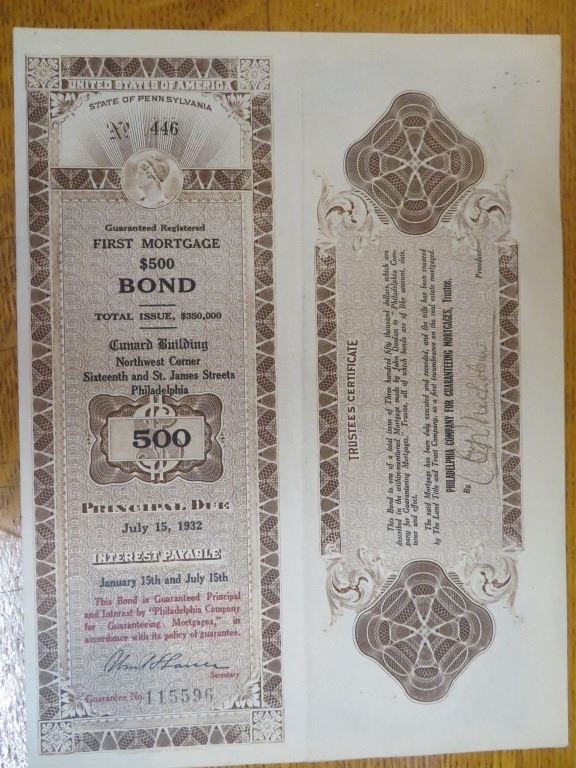 UNITED STATES OF AMERICA
STATE OF PENNSYLVANIA
No. 446
Guaranteed Registered
FIRST MORTGAGE
$500
BOND
TOTAL ISSUE, $350,000
Cunard Building
Northwest Corner
Sixteenth and St. James Streets
Philadelphia
500
PRINCIPAL DUE
July 15, 1932
INTEREST PAYABLE
January 15th and July 15th
This Bond is Guaranteed Principal
and Interest by "Philadelphia Company
for Guaranteeing Mortgages," in
accordance with its policy of guarantee.
Secretary
Guarantee No. 115596
TRUSTEES CERTIFICATE
This Bond is one of a total issue of Three hundred fifty thousand dollars, which are
described in the within-mentioned Mortgage made by John Donlan to "Philadelphia Com-
pany for Guaranteeing Mortgages," Trustee, all of which bonds are of like amount, date,
tenor and effect.
The said Mortgage has been duly executed and recorded, and the title has been insured
by The Land Title and Trust Company, as a first incumbrance on the real estate mortgaged.
PHILADELPHIA COMPANY FOR GUARANTEEING MORTGAGES, Trustee,
By
President